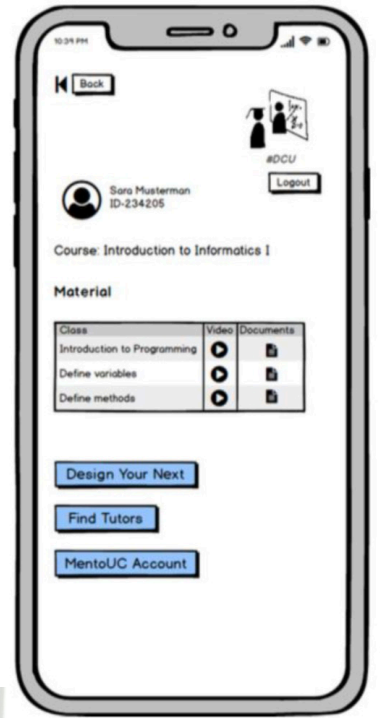 10:39 PM
Back
#DCU
Logout
Sara Musterman
ID-234205
Course: Introduction to Informatics I
Material
Class Video Documents
Introduction to Programming
Define variables
Define methods
Design Your Next
Find Tutors
MentoUC Account